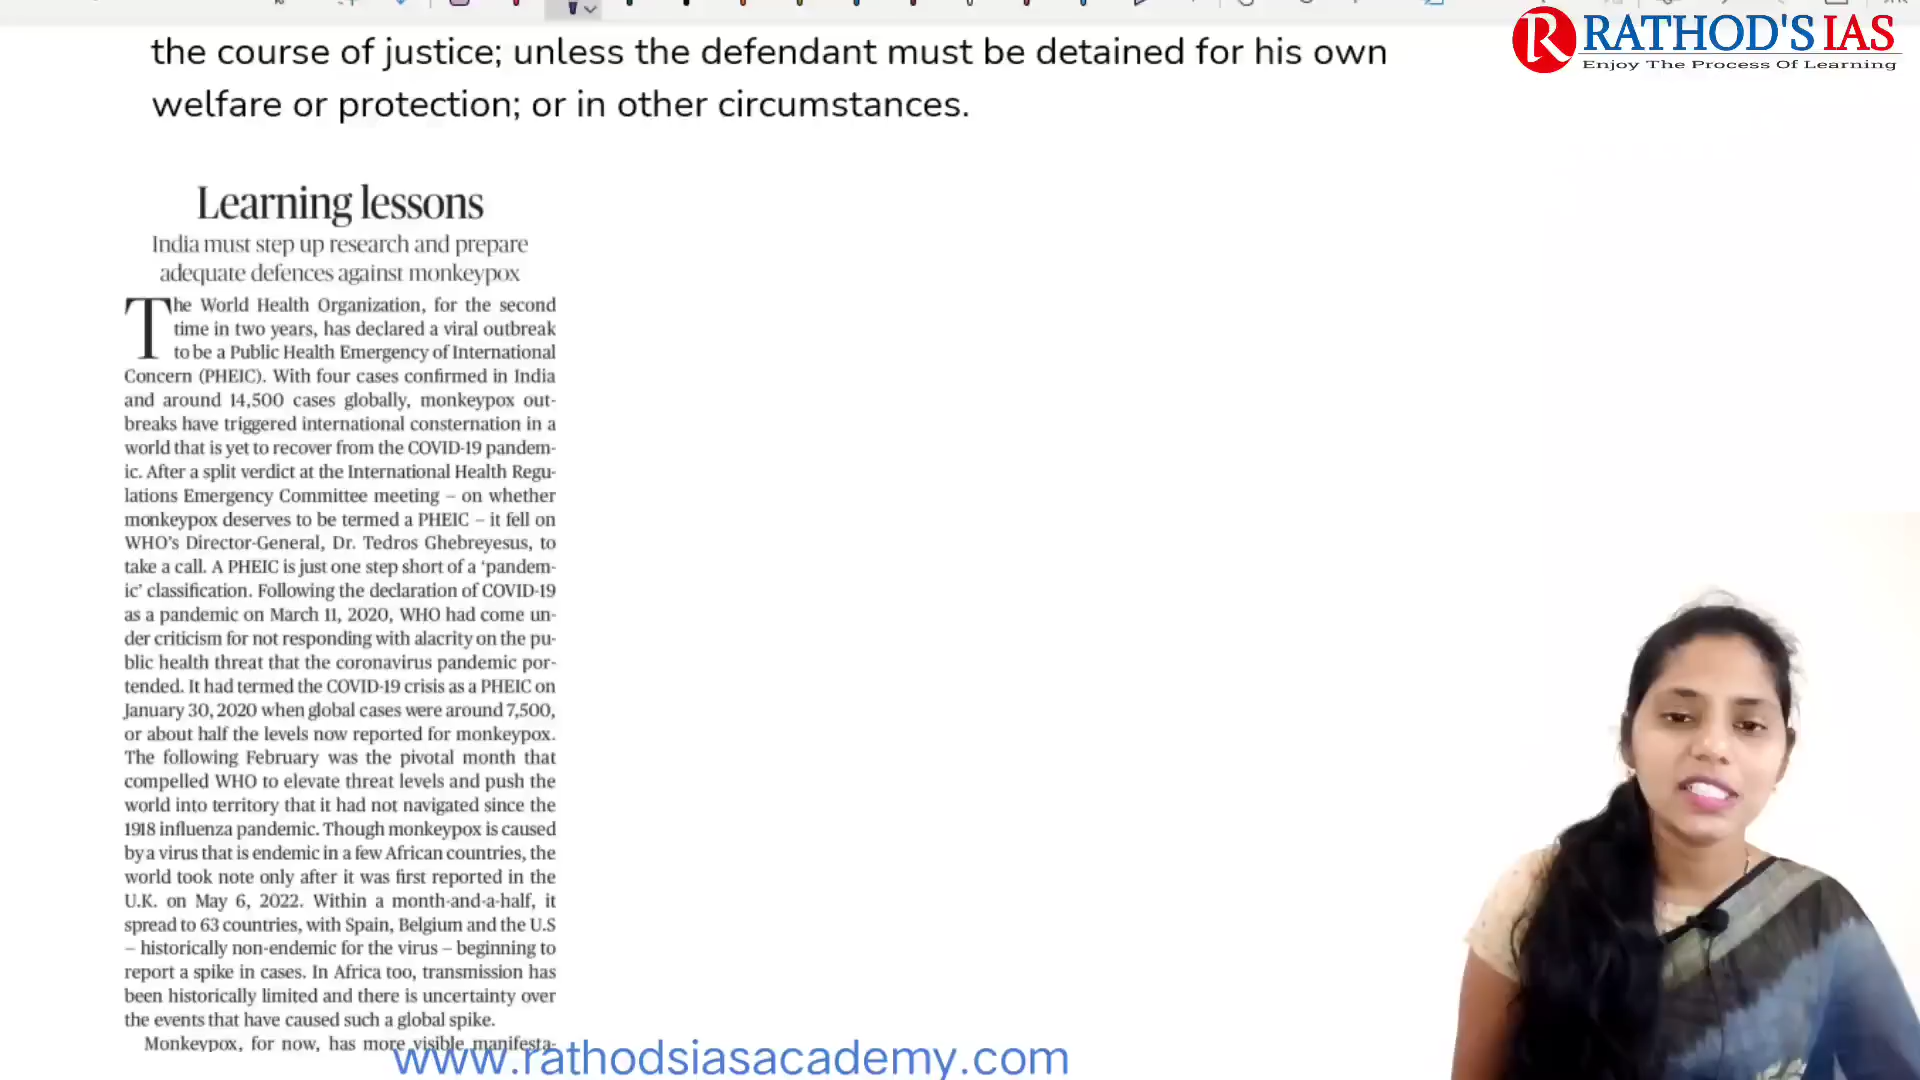 the course of justice; unless the defendant must be detained for his own
welfare or protection; or in other circumstances.
RATHOD'S IAS
Enjoy The Process Of Learning
Learning lessons
India must step up research and prepare
adequate defences against monkeypox
The World Health Organization, for the second
time in two years, has declared a viral outbreak
to be a Public Health Emergency of International
Concern (PHEIC). With four cases confirmed in India
and around 14,500 cases globally, monkeypox out-
breaks have triggered international consternation in a
world that is yet to recover from the COVID-19 pandem-
ic. After a split verdict at the International Health Regu-
lations Emergency Committee meeting – on whether
monkeypox deserves to be termed a PHEIC – it fell on
WHO's Director-General, Dr. Tedros Ghebreyesus, to
take a call. A PHEIC is just one step short of a 'pandem-
ic' classification. Following the declaration of COVID-19
as a pandemic on March 11, 2020, WHO had come un-
der criticism for not responding with alacrity on the pu-
blic health threat that the coronavirus pandemic por-
tended. It had termed the COVID-19 crisis as a PHEIC on
January 30, 2020 when global cases were around 7,500,
or about half the levels now reported for monkeypox.
The following February was the pivotal month that
compelled WHO to elevate threat levels and push the
world into territory that it had not navigated since the
1918 influenza pandemic. Though monkeypox is caused
by a virus that is endemic in a few African countries, the
world took note only after it was first reported in the
U.K. on May 6, 2022. Within a month-and-a-half, it
spread to 63 countries, with Spain, Belgium and the U.S
– historically non-endemic for the virus – beginning to
report a spike in cases. In Africa too, transmission has
been historically limited and there is uncertainty over
the events that have caused such a global spike.
Monkeypox, for now, has more visible manifesta-
www.rathodsiasacademy.com